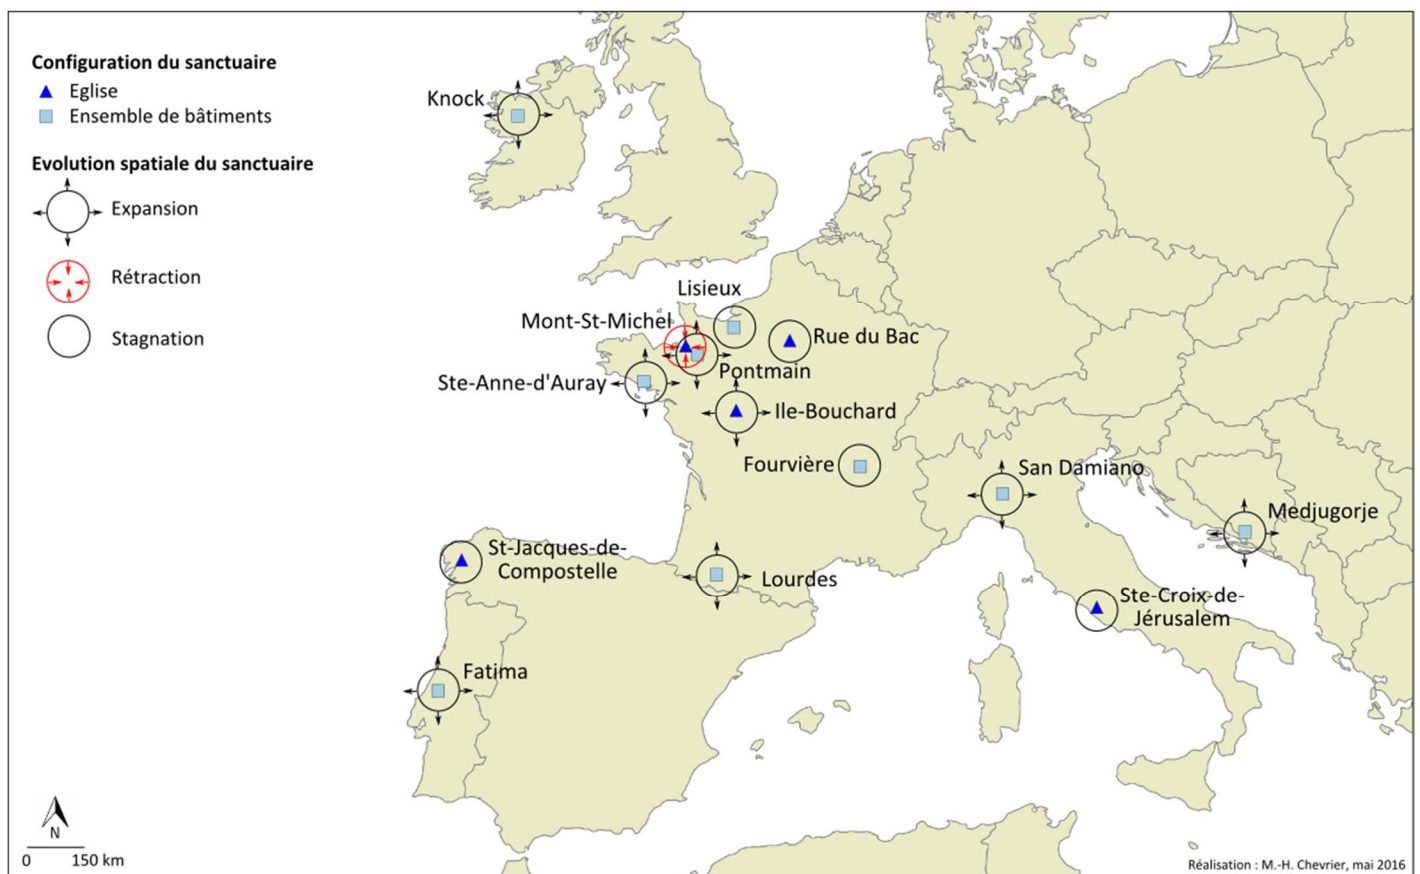 Configuration du sanctuaire
Eglise
Ensemble de bâtiments
Evolution spatiale du sanctuaire
Expansion
Rétraction
Stagnation
Knock
Lisieux
Mont-St-Michel
Rue du Bac
Pontmain
Ste-Anne-d'Auray
Ile-Bouchard
Fourvière
San Damiano
Medjugorje
St-Jacques-de-
Compostelle
Lourdes
Ste-Croix-de-
Jérusalem
Fatima
N
0 150 km
Réalisation : M.-H. Chevrier, mai 2016